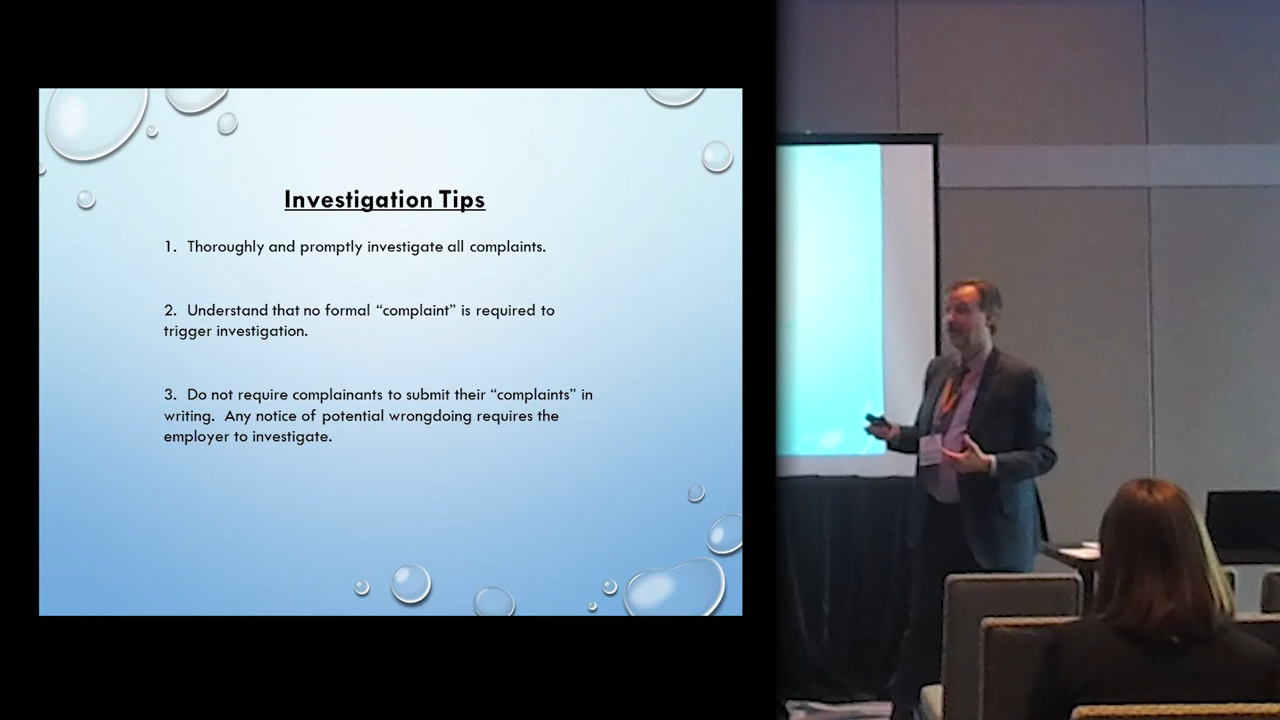 Investigation Tips
1. Thoroughly and promptly investigate all complaints.
2. Understand that no formal “complaint” is required to
trigger investigation.
3. Do not require complainants to submit their “complaints” in
writing. Any notice of potential wrongdoing requires the
employer to investigate.